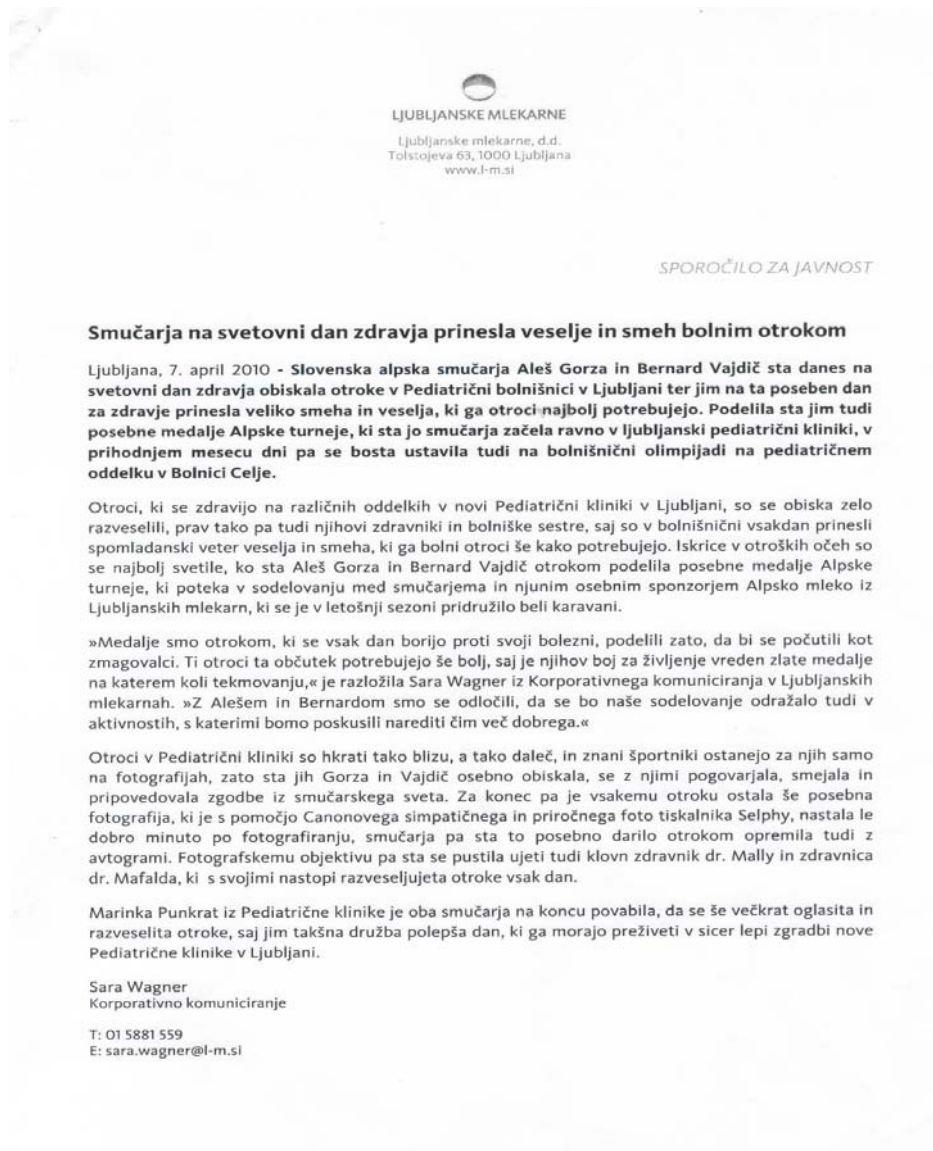 LJUBLJANSKE MLEKARNE
Ljubljanske mlekarne, d.d.
Tolstojeva 63, 1000 Ljubljana
www.l-m.si
SPOROČILO ZA JAVNOST
Smučarja na svetovni dan zdravja prinesla veselje in smeh bolnim otrokom
Ljubljana, 7. april 2010 - Slovenska alpska smučarja Aleš Gorza in Bernard Vajdič sta danes na
svetovni dan zdravja obiskala otroke v Pediatrični bolnišnici v Ljubljani ter jim na ta poseben dan
za zdravje prinesla veliko smeha in veselja, ki ga otroci najbolj potrebujejo. Podelila sta jim tudi
posebne medalje Alpske turneje, ki sta jo smučarja začela ravno v ljubljanski pediatrični kliniki, v
prihodnjem mesecu dni pa se bosta ustavila tudi na bolnišnični olimpijadi na pediatričnem
oddelku v Bolnici Celje.
Otroci, ki se zdravijo na različnih oddelkih v novi Pediatrični kliniki v Ljubljani, so se obiska zelo
razveselili, prav tako pa tudi njihovi zdravniki in bolniške sestre, saj so v bolnišnični vsakdan prinesli
spomladanski veter veselja in smeha, ki ga bolni otroci še kako potrebujejo. Iskrice v otroških očeh so
se najbolj svetile, ko sta Aleš Gorza in Bernard Vajdič otrokom podelila posebne medalje Alpske
turneje, ki poteka v sodelovanju med smučarjema in njunim osebnim sponzorjem Alpsko mleko iz
Ljubljanskih mlekarn, ki se je v letošnji sezoni pridružilo beli karavani.
»Medalje smo otrokom, ki se vsak dan borijo proti svoji bolezni, podelili zato, da bi se počutili kot
zmagovalci. Ti otroci ta občutek potrebujejo še bolj, saj je njihov boj za življenje vreden zlate medalje
na katerem koli tekmovanju,« je razložila Sara Wagner iz Korporativnega komuniciranja v Ljubljanskih
mlekarnah. »Z Alešem in Bernardom smo se odločili, da se bo naše sodelovanje odražalo tudi v
aktivnostih, s katerimi bomo poskusili narediti čim več dobrega.«
Otroci v Pediatrični kliniki so hkrati tako blizu, a tako daleč, in znani športniki ostanejo za njih samo
na fotografijah, zato sta jih Gorza in Vajdič osebno obiskala, se z njimi pogovarjala, smejala in
pripovedovala zgodbe iz smučarskega sveta. Za konec pa je vsakemu otroku ostala še posebna
fotografija, ki je s pomočjo Canonovega simpatičnega in priročnega foto tiskalnika Selphy, nastala le
dobro minuto po fotografiranju, smučarja pa sta to posebno darilo otrokom opremila tudi z
avtogrami. Fotografskemu objektivu pa sta se pustila ujeti tudi klovn zdravnik dr. Mally in zdravnica
dr. Mafalda, ki s svojimi nastopi razveseljujeta otroke vsak dan.
Marinka Punkrat iz Pediatrične klinike je oba smučarja na koncu povabila, da se še večkrat oglasita in
razveselita otroke, saj jim takšna družba polepša dan, ki ga morajo preživeti v sicer lepi zgradbi nove
Pediatrične klinike v Ljubljani.
Sara Wagner
Korporativno komuniciranje
T: 01 5881 559
E: sara.wagner@l-m.si